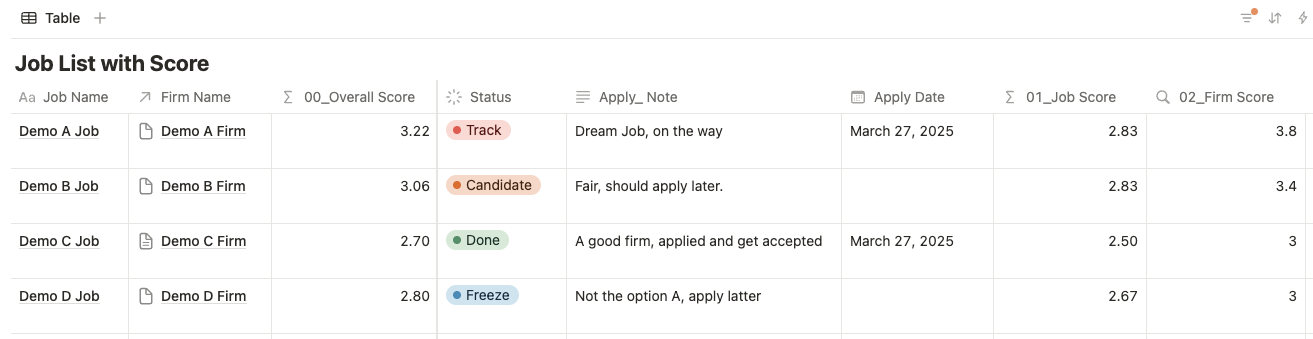 Table
Job List with Score
Aa Job Name Firm Name Σ 00_Overall Score Status Apply_ Note Apply Date Σ 01_Job Score 02_Firm Score
Demo A Job Demo A Firm 3.22 Track Dream Job, on the way March 27, 2025 2.83 3.8
Demo B Job Demo B Firm 3.06 Candidate Fair, should apply later. 2.83 3.4
Demo C Job Demo C Firm 2.70 Done A good firm, applied and get accepted March 27, 2025 2.50 3
Demo D Job Demo D Firm 2.80 Freeze Not the option A, apply latter 2.67 3